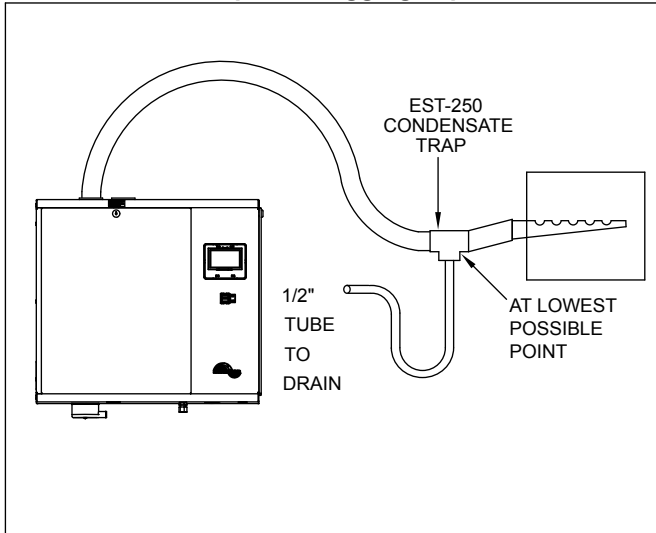 EST-250
CONDENSATE
TRAP
1/2"
TUBE
TO
DRAIN
AT LOWEST
POSSIBLE
POINT